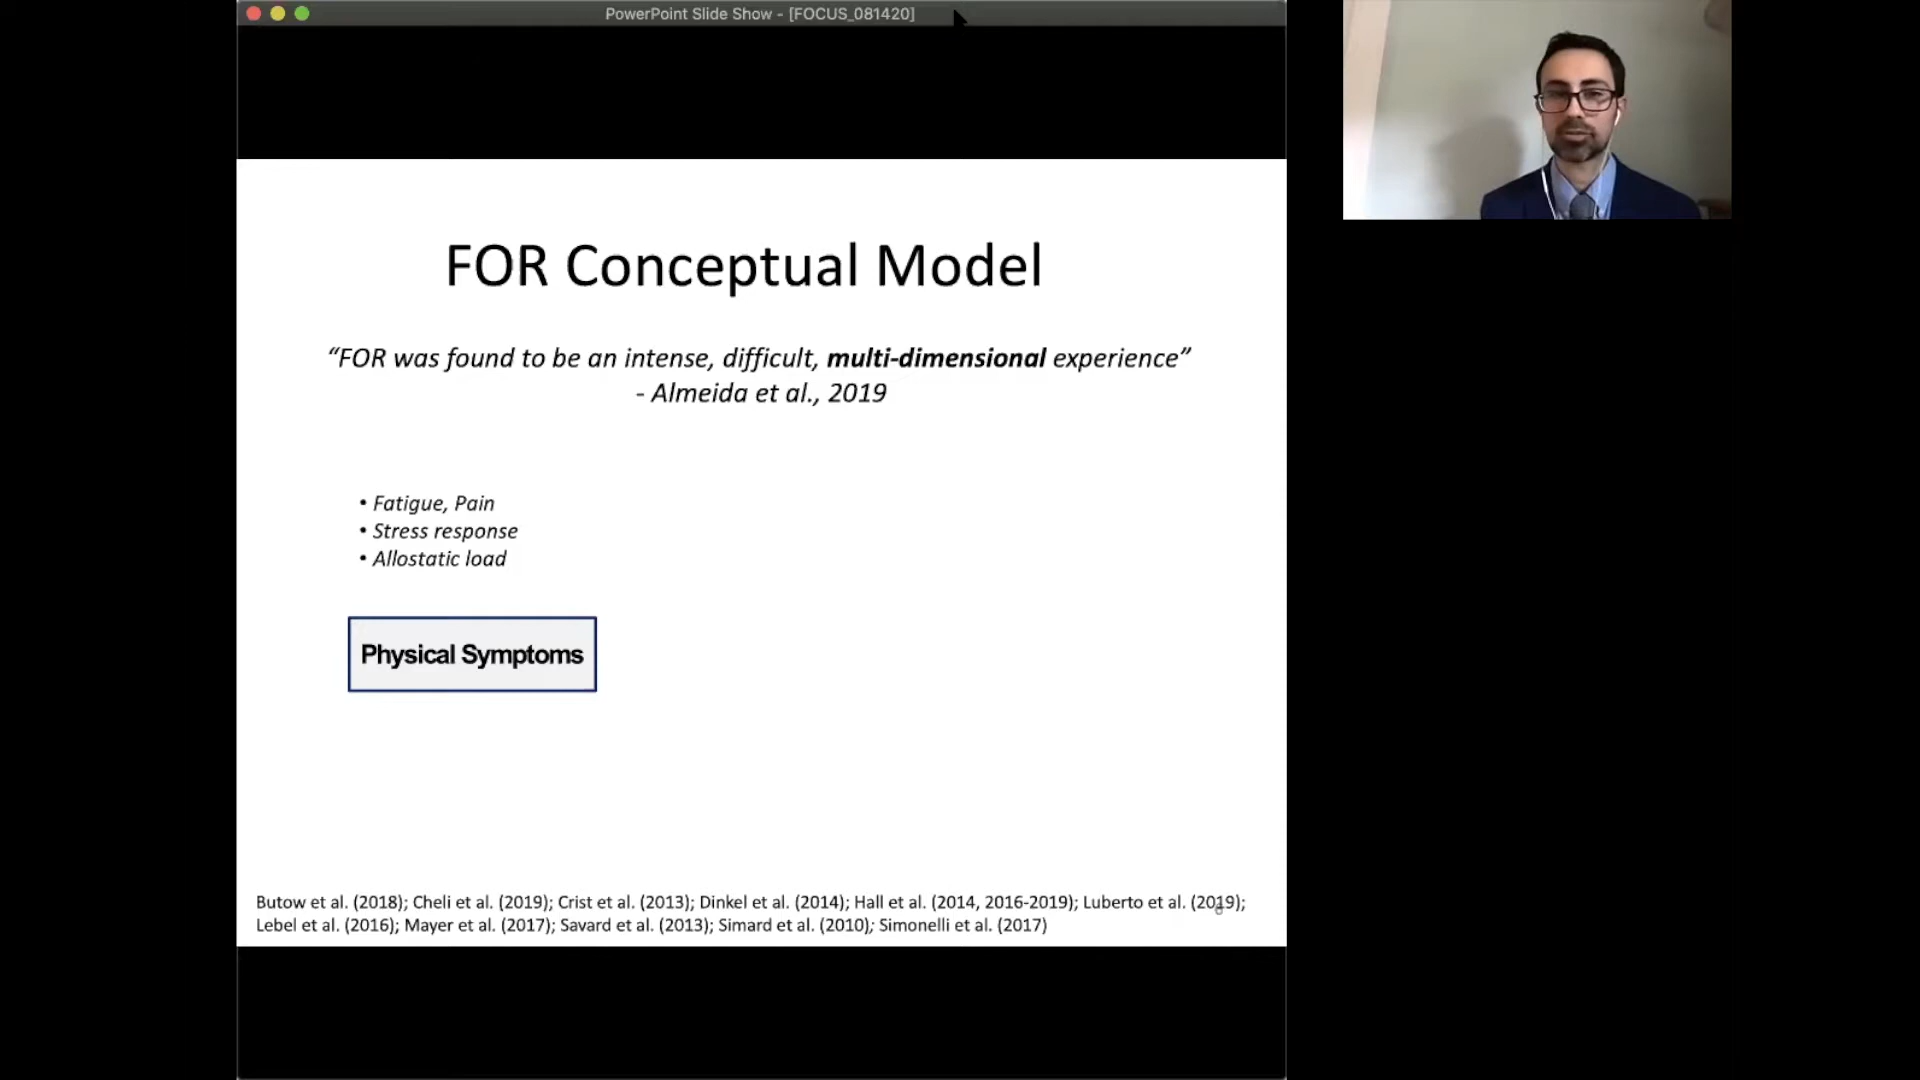 PowerPoint Slide Show - [FOCUS_081420]
FOR Conceptual Model
“FOR was found to be an intense, difficult, multi-dimensional experience”
- Almeida et al., 2019
• Fatigue, Pain
• Stress response
• Allostatic load
Physical Symptoms
Butow et al. (2018); Cheli et al. (2019); Crist et al. (2013); Dinkel et al. (2014); Hall et al. (2014, 2016-2019); Luberto et al. (2019);
Lebel et al. (2016); Mayer et al. (2017); Savard et al. (2013); Simard et al. (2010); Simonelli et al. (2017)